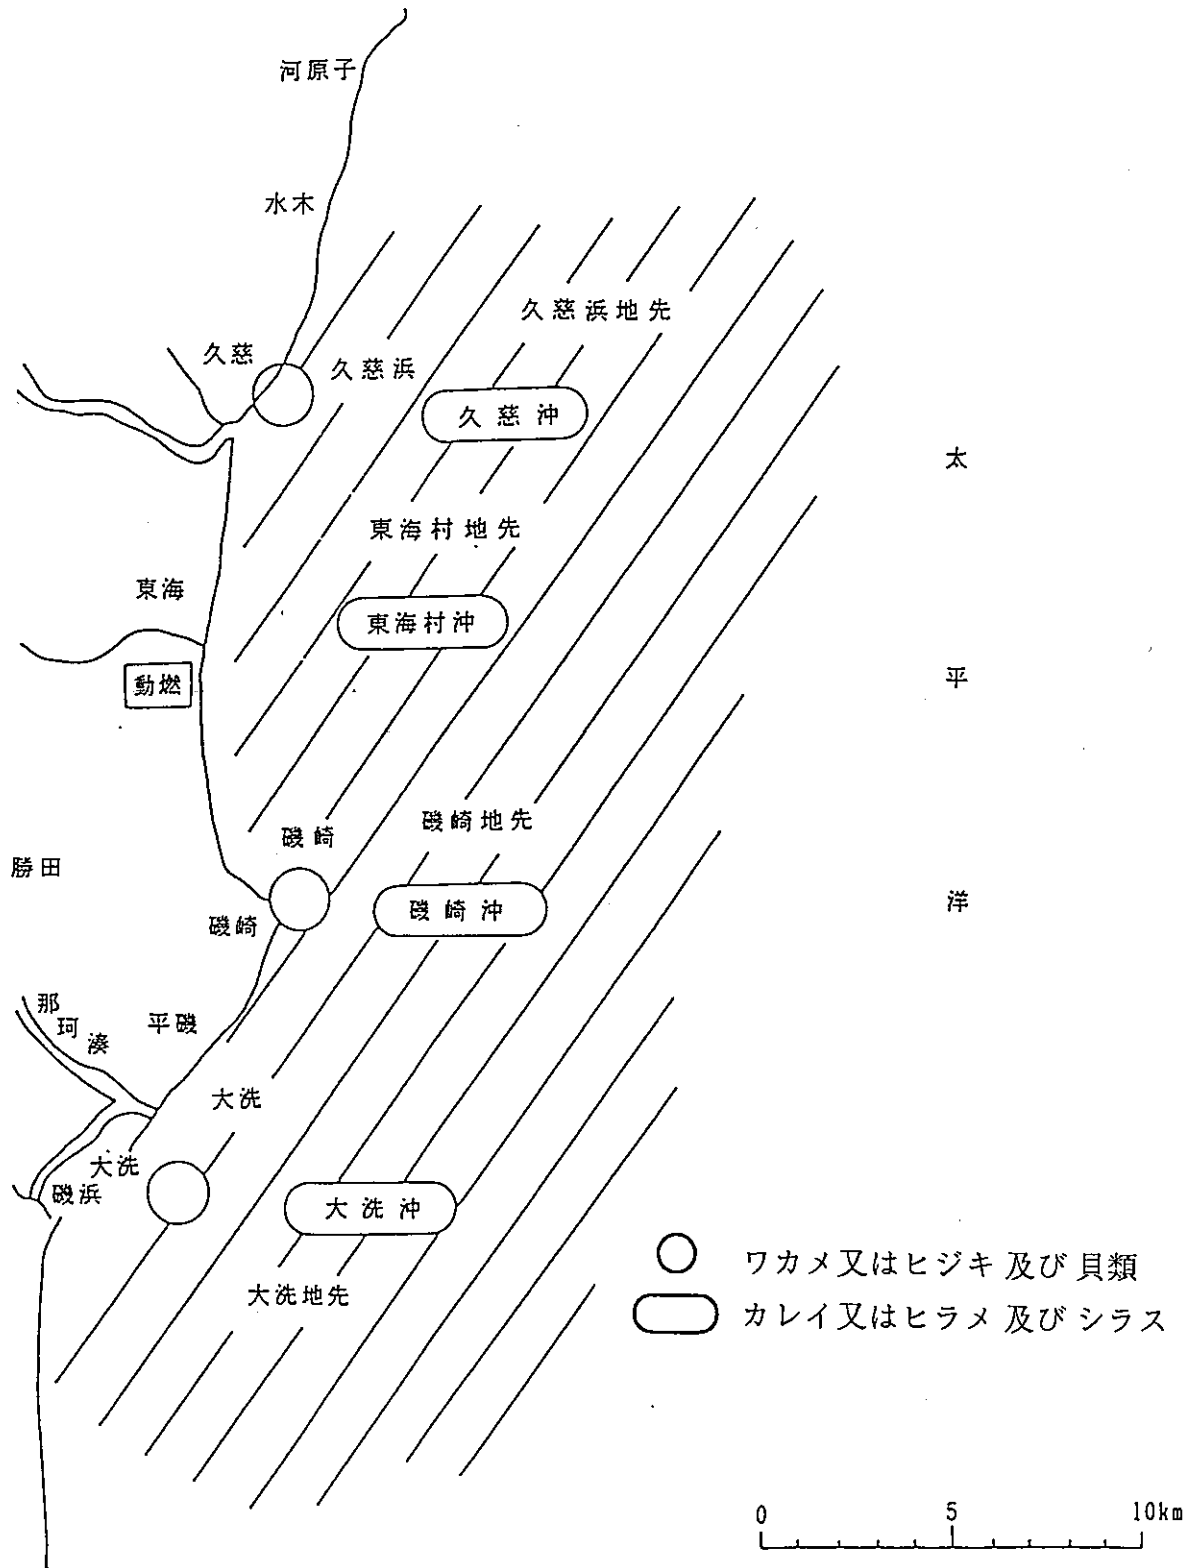 河原子
水木
久慈浜地先
久慈
久慈浜
久慈沖
太平洋
東海村地先
東海
東海村沖
動燃
磯崎地先
磯崎
勝田
磯崎沖
磯崎
那珂湊
平磯
大洗
大洗
磯浜
大洗沖
ワカメ又はヒジキ 及び 貝類
大洗地先
カレイ又はヒラメ 及び シラス
0 5 10km